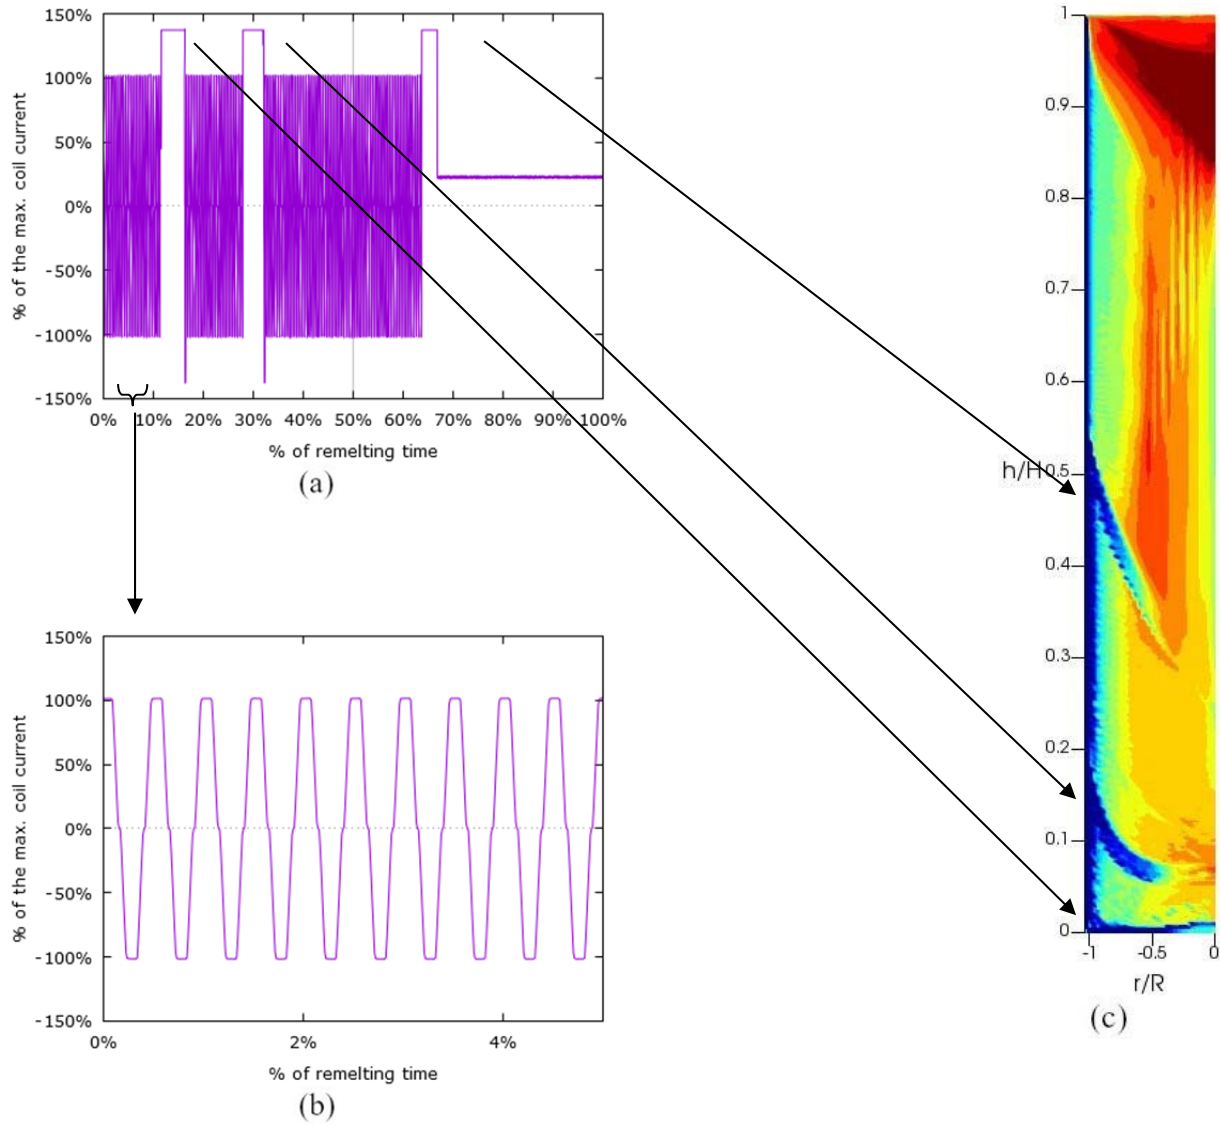 150%
100%
50%
0%
-50%
-100%
-150%
% of the max. coil current
0% 10% 20% 30% 40% 50% 60% 70% 80% 90% 100%
% of remelting time
(a)
150%
100%
50%
0%
-50%
-100%
-150%
% of the max. coil current
0% 2% 4%
% of remelting time
(b)
1
0.9
0.8
0.7
0.6
h/H 0.5
0.4
0.3
0.2
0.1
0
-1 -0.5 0
r/R
(c)